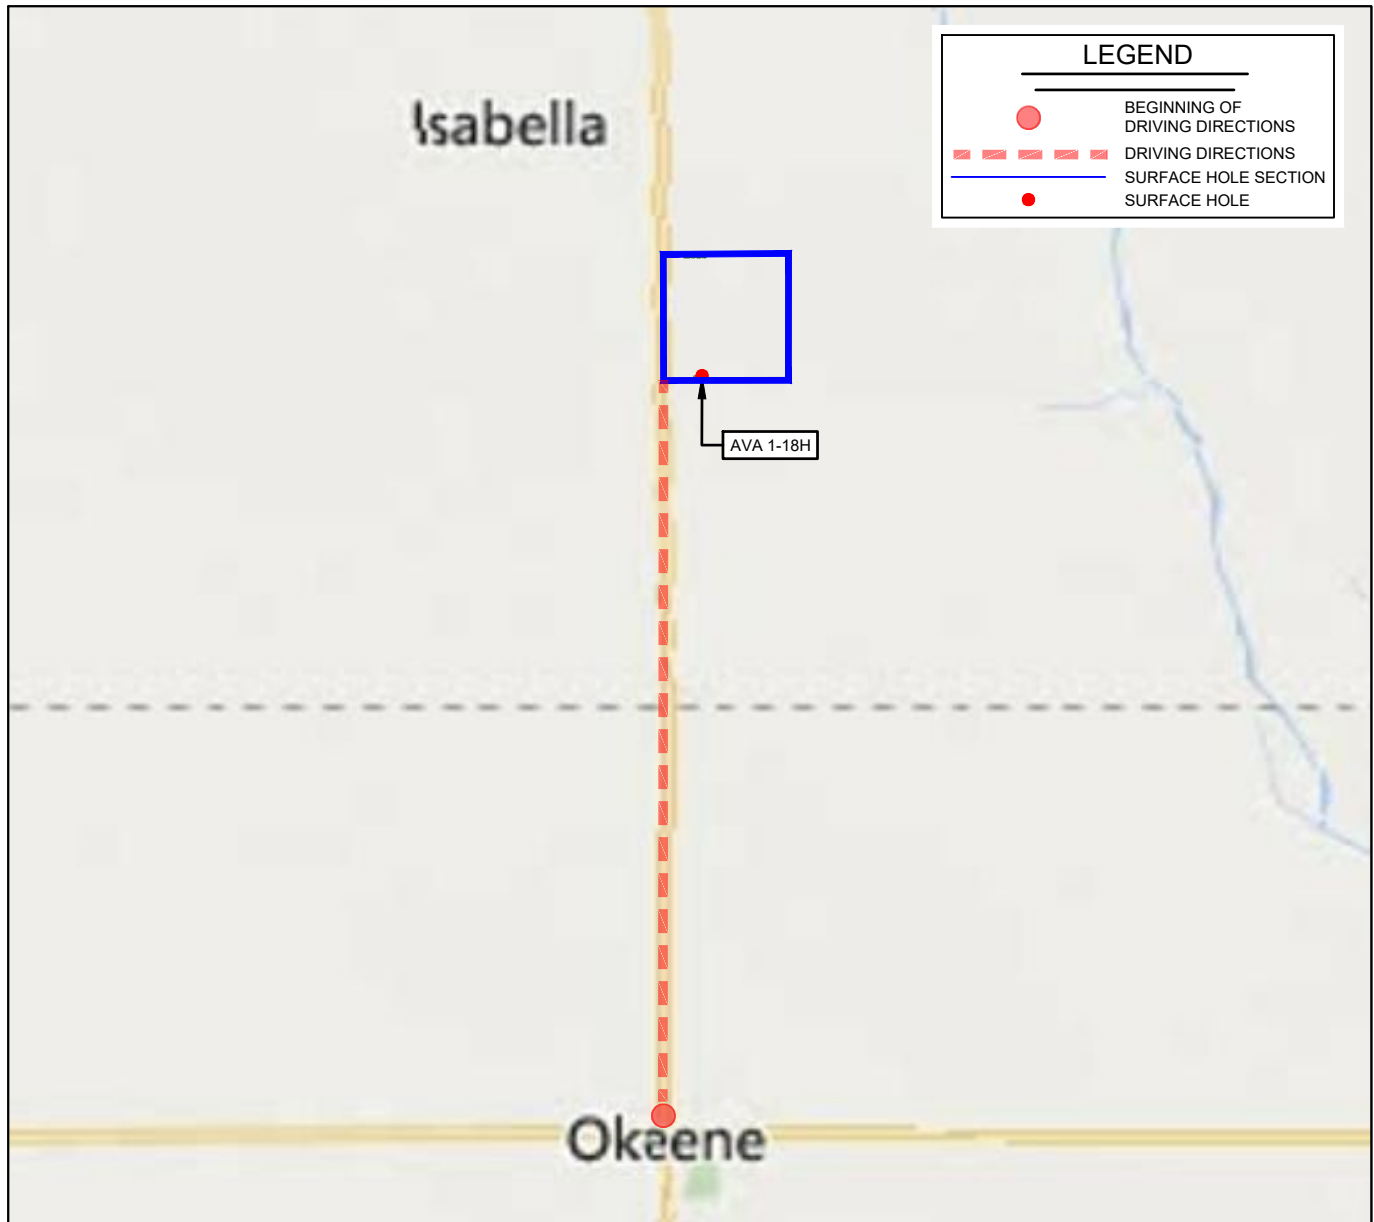 LEGEND
BEGINNING OF
DRIVING DIRECTIONS
DRIVING DIRECTIONS
SURFACE HOLE SECTION
SURFACE HOLE
Isabella
AVA 1-18H
Okeene